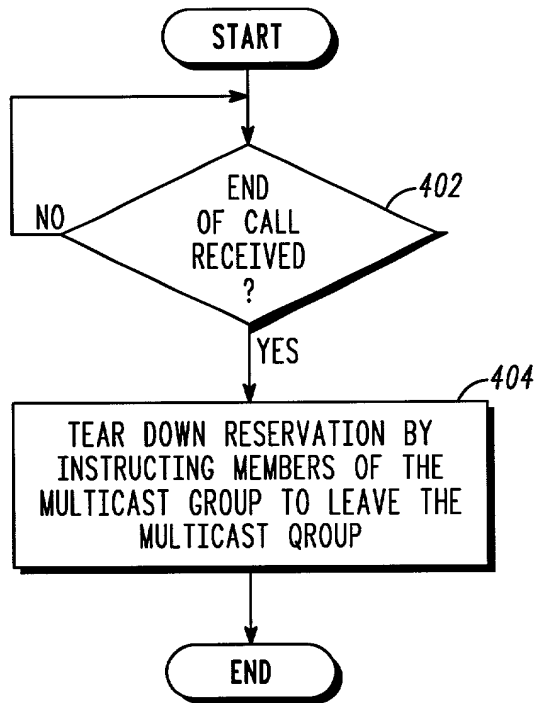 START
END
OF CALL
RECEIVED
?
402
NO
YES
404
TEAR DOWN RESERVATION BY
INSTRUCTING MEMBERS OF THE
MULTICAST GROUP TO LEAVE THE
MULTICAST QROUP
END